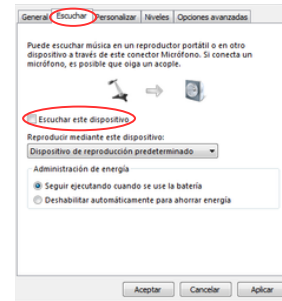 General Escuchar Personalizar Niveles Opciones avanzadas
Puede escuchar música en un reproductor portátil o en otro
dispositivo a través de este conector Micrófono. Si conecta un
micrófono, es posible que oiga un acople.
Escuchar este dispositivo
Reproducir mediante este dispositivo:
Dispositivo de reproducción predeterminado
Administración de energía
Seguir ejecutando cuando se use la batería
Deshabilitar automáticamente para ahorrar energía
Aceptar Cancelar Aplicar